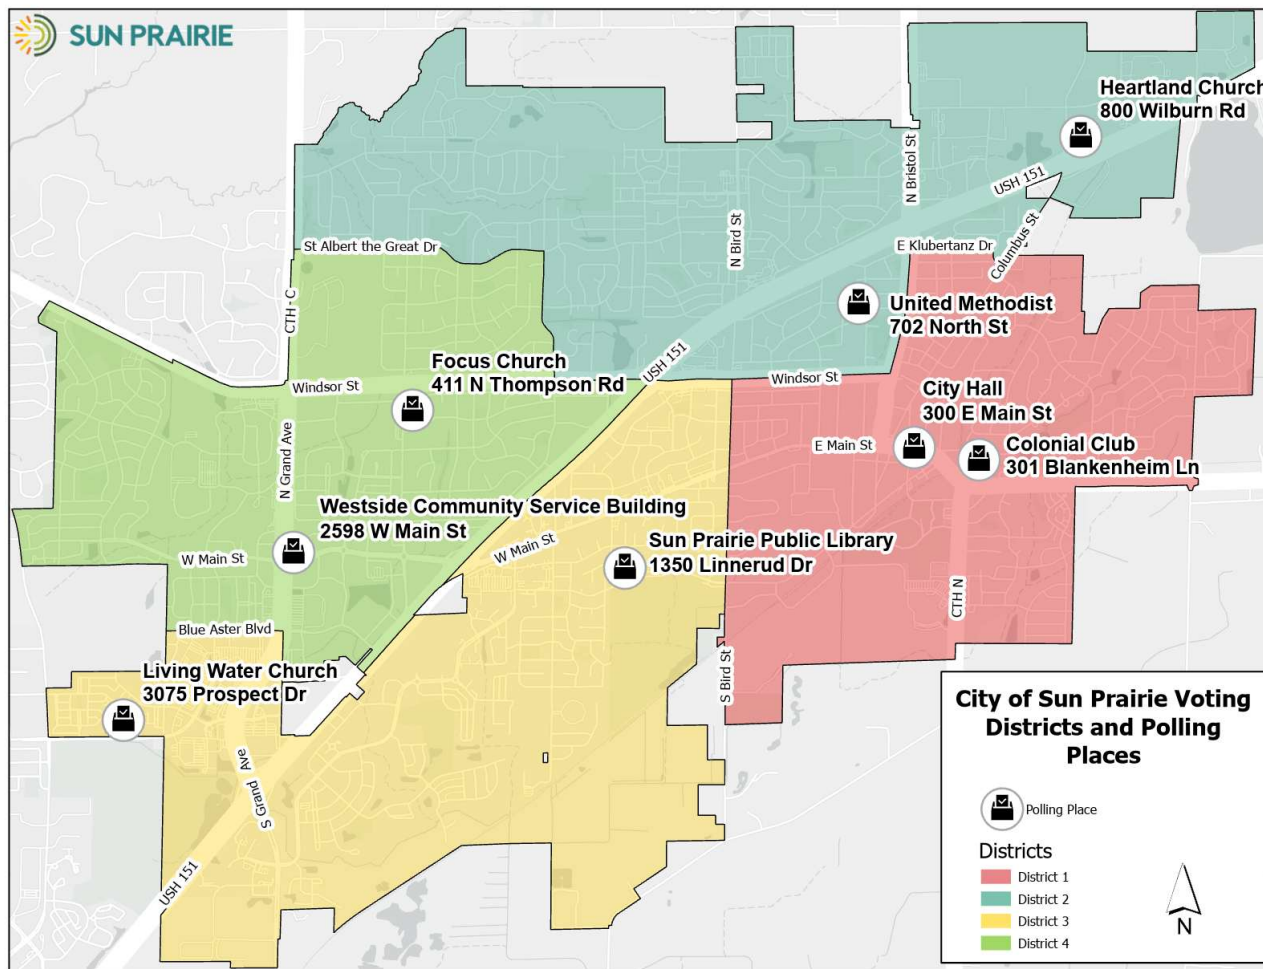 SUN PRAIRIE
Heartland Church
800 Wilburn Rd
N Bristol St
USH 151
N Bird St
Columbus St
St Albert the Great Dr
E Klubertanz Dr
CTH - C
United Methodist
702 North St
USH 151
Focus Church
411 N Thompson Rd
Windsor St
Windsor St
City Hall
300 E Main St
N Grand Ave
E Main St
Colonial Club
301 Blankenheim Ln
Westside Community Service Building
2598 W Main St
W Main St
W Main St
Sun Prairie Public Library
1350 Linnerud Dr
CTH N
Blue Aster Blvd
Living Water Church
3075 Prospect Dr
S Bird St
S Grand Ave
USH 151
City of Sun Prairie Voting
Districts and Polling
Places
Polling Place
Districts
District 1
District 2
District 3
District 4
N